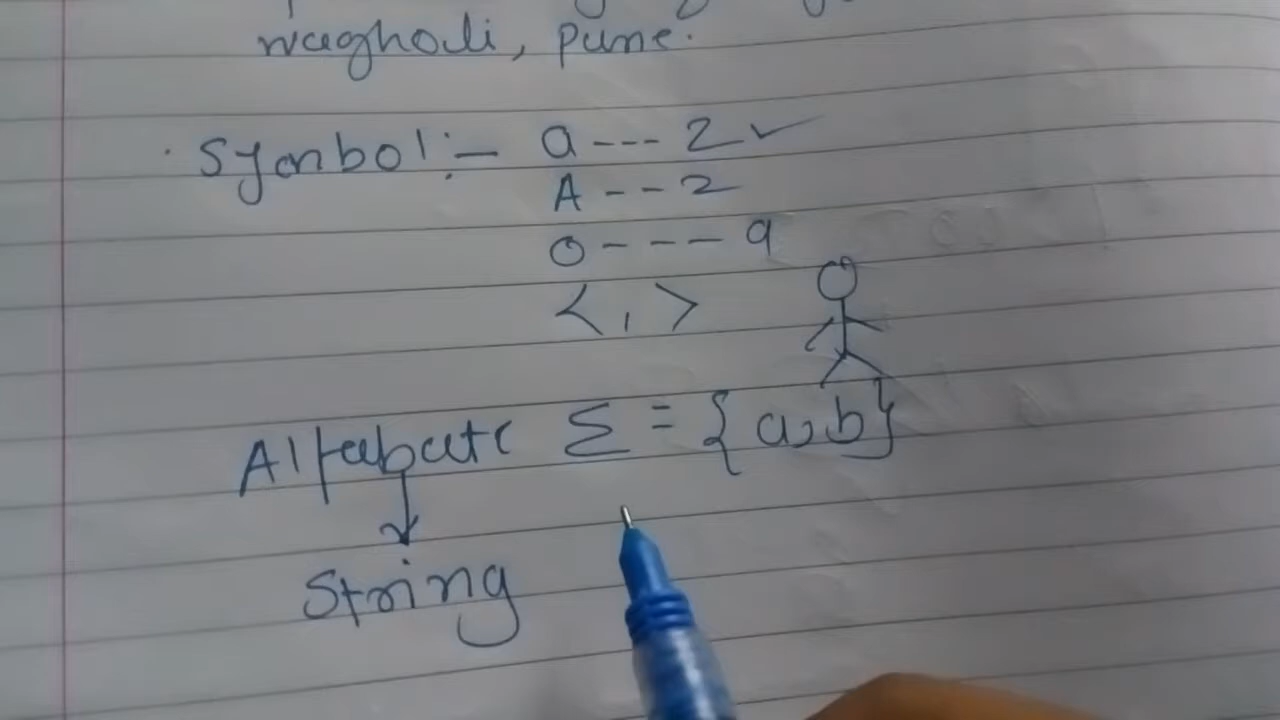 Wagholi, Pune.
Symbol :- a --- z
A -- z
0 --- 9
< , >
Alfabate Σ = {a, b}
String